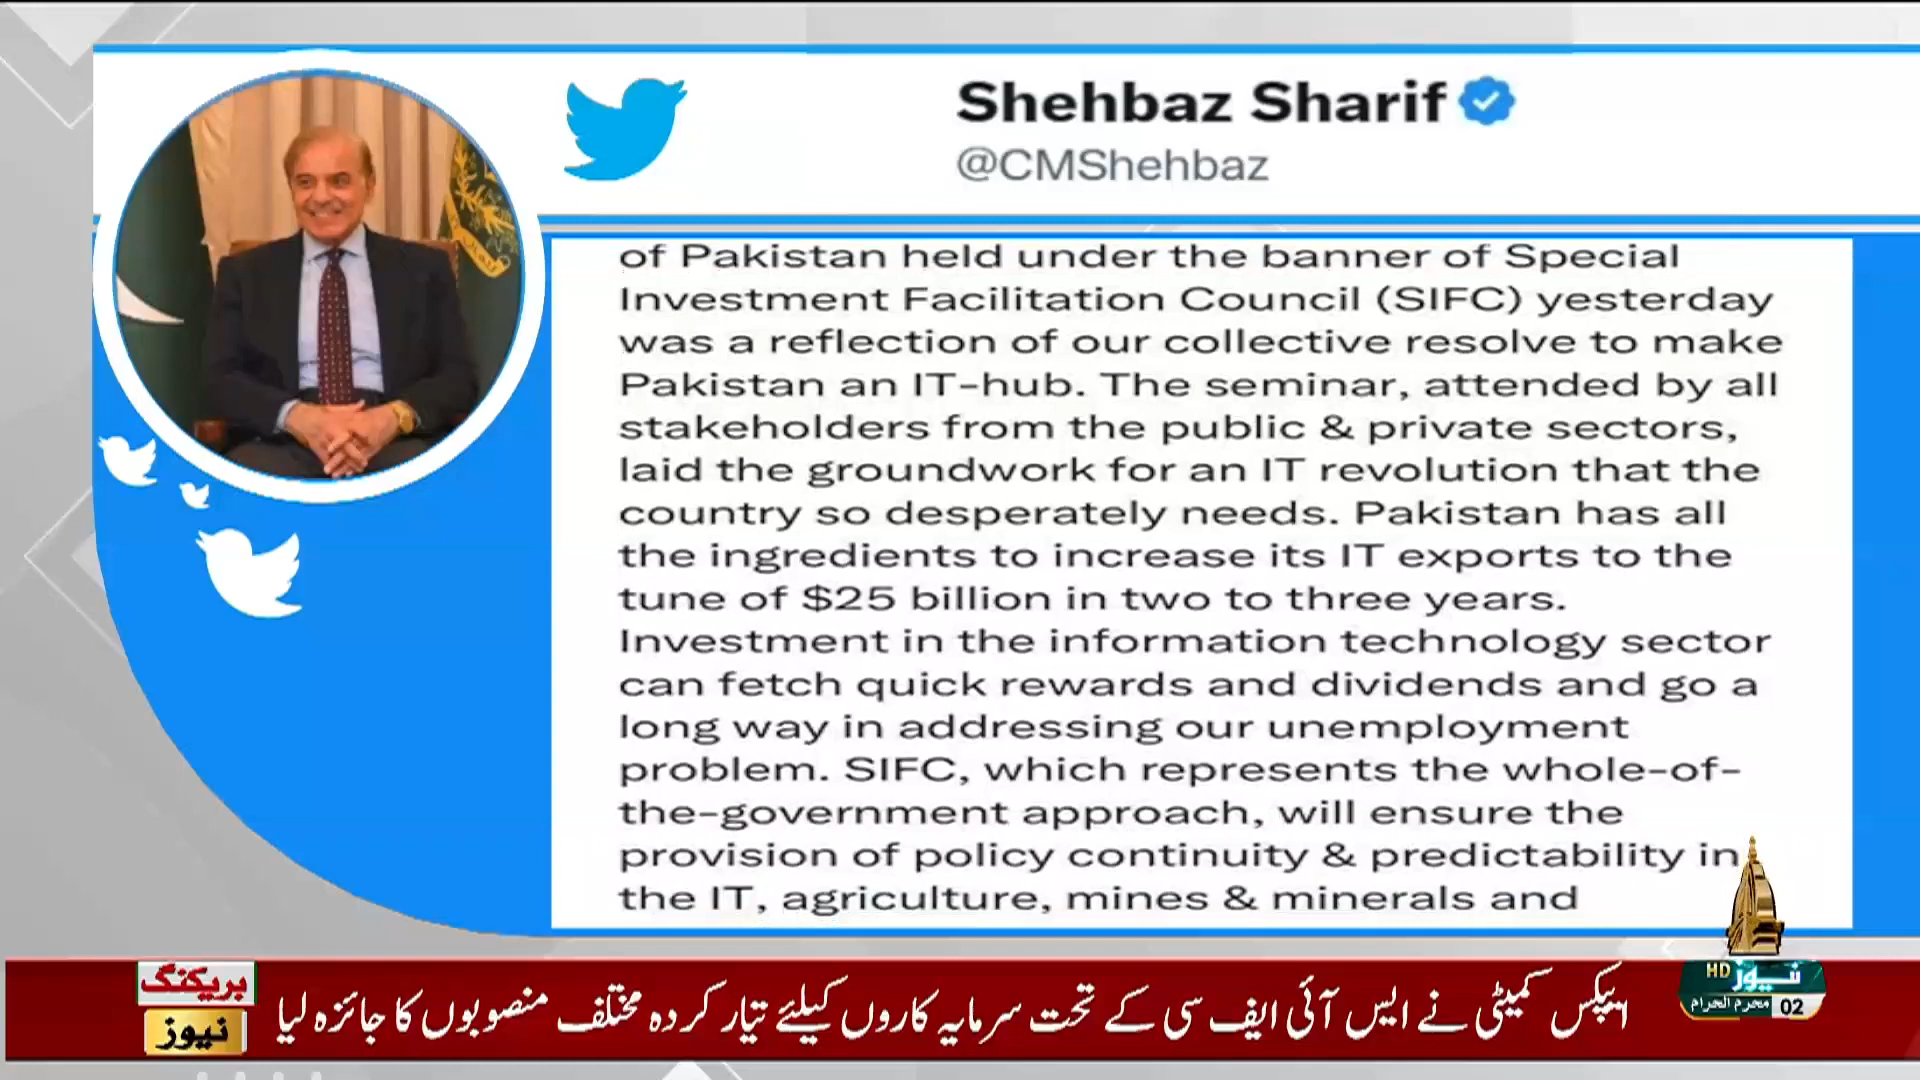 Shehbaz Sharif
@CMShehbaz
of Pakistan held under the banner of Special
Investment Facilitation Council (SIFC) yesterday
was a reflection of our collective resolve to make
Pakistan an IT-hub. The seminar, attended by all
stakeholders from the public & private sectors,
laid the groundwork for an IT revolution that the
country so desperately needs. Pakistan has all
the ingredients to increase its IT exports to the
tune of $25 billion in two to three years.
Investment in the information technology sector
can fetch quick rewards and dividends and go a
long way in addressing our unemployment
problem. SIFC, which represents the whole-of-
the-government approach, will ensure the
provision of policy continuity & predictability in
the IT, agriculture, mines & minerals and
نیوز HD
02 محرم الحرام
بریکنگ
نیوز
ایپکس کمیٹی نے ایس آئی ایف سی کے تحت سرمایہ کاروں کیلئے تیار کردہ مختلف منصوبوں کا جائزہ لیا